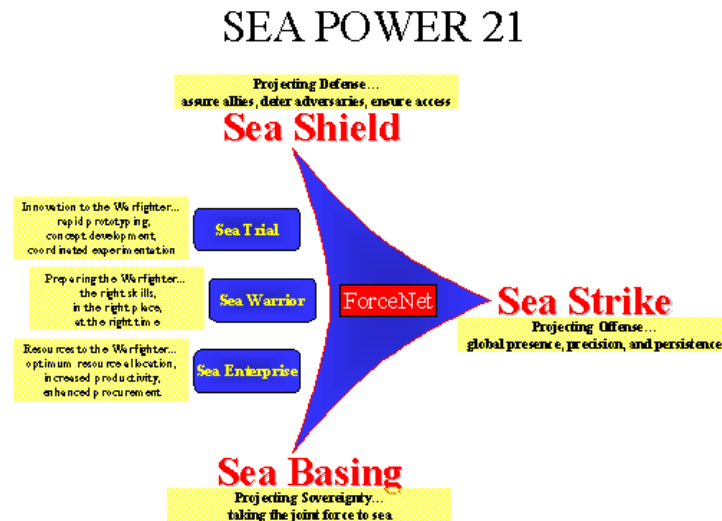 SEA POWER 21
Projecting Defense...
assure allies, deter adversaries, ensure access
Sea Shield
Innovation to the Warfighter...
rapid prototyping,
concept development,
coordinated experimentation
Sea Trial
Preparing the Warfighter...
the right skills,
in the right place,
at the right time
Sea Warrior
ForceNet
Sea Strike
Projecting Offense...
global presence, precision, and persistence
Resources to the Warfighter...
optimum resource allocation,
increased productivity,
enhanced procurement
Sea Enterprise
Sea Basing
Projecting Sovereignty...
taking the joint force to sea